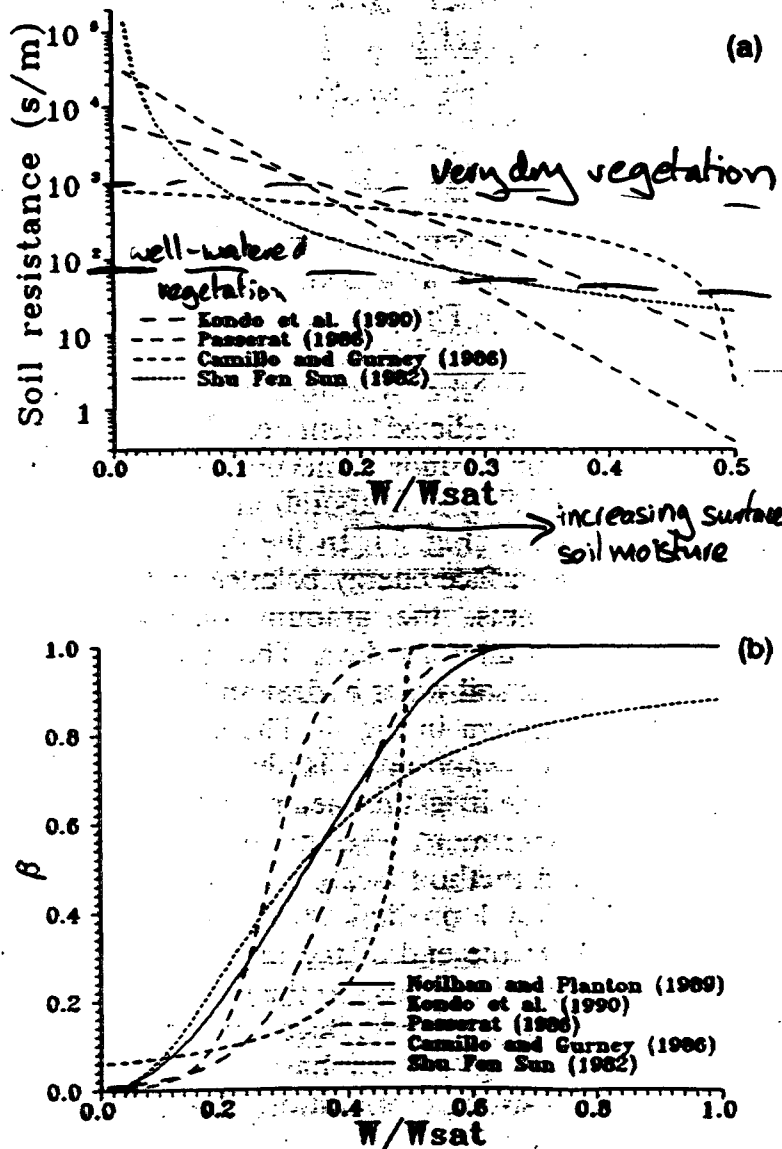 (a)
Soil resistance (s/m)
10⁵
10⁴
10³
10²
10
1
very dry vegetation
well-watered
vegetation
Kondo et al. (1990)
Passerat (1986)
Camillo and Gurney (1986)
Shu Fen Sun (1982)
0.0 0.1 0.2 0.3 0.4 0.5
W/Wsat
increasing surface
soil moisture
(b)
β
1.0
0.8
0.6
0.4
0.2
0.0
Noilhan and Planton (1989)
Kondo et al. (1990)
Passerat (1986)
Camillo and Gurney (1986)
Shu Fen Sun (1982)
0.0 0.2 0.4 0.6 0.8 1.0
W/Wsat